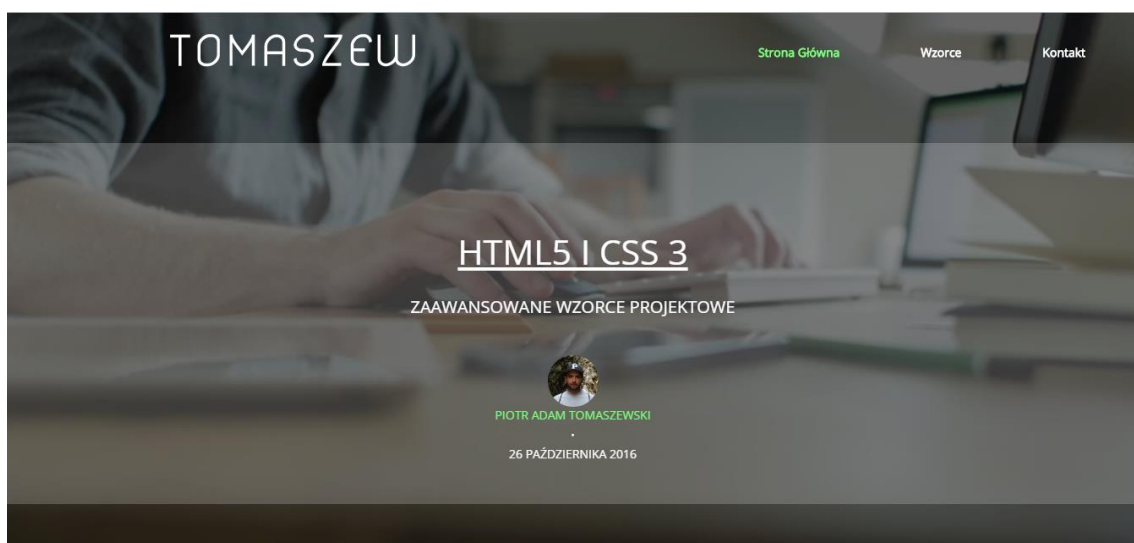 TOMASZEW
Strona Główna Wzorce Kontakt
HTML5 I CSS 3
ZAAWANSOWANE WZORCE PROJEKTOWE
P
PIOTR ADAM TOMASZEWSKI
.
26 PAŹDZIERNIKA 2016